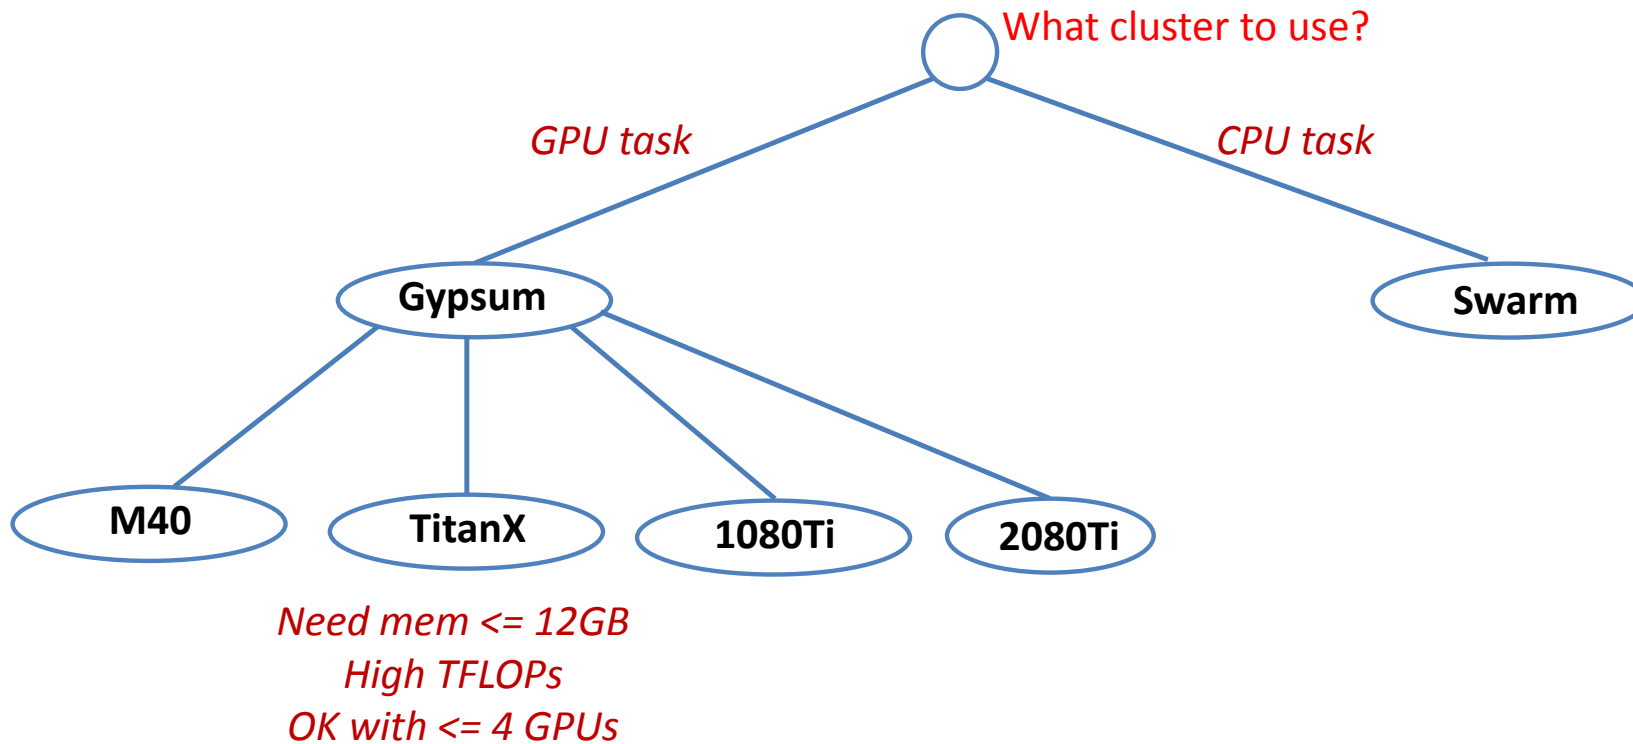 What cluster to use?
GPU task
CPU task
Gypsum
Swarm
M40
TitanX
1080Ti
2080Ti
Need mem <= 12GB
High TFLOPs
OK with <= 4 GPUs